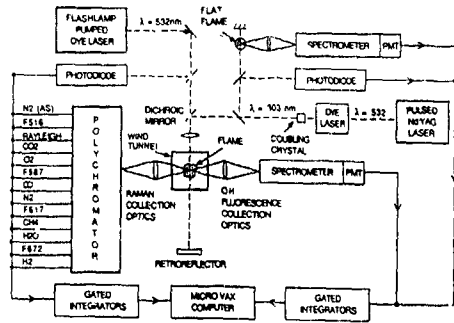 FLASHLAMP
PUMPED
DYE LASER
λ = 532nm
FLAT
FLAME
SPECTROMETER
PMT
PHOTODIODE
PHOTODIODE
DICHROIC MIRROR
λ = 303 nm
DYE
LASER
λ = 532
PULSED
Nd:YAG
LASER
COUPLING
CRYSTAL
N2 (AS)
F516
RAYLEIGH
CO2
O2
F587
CO
N2
F617
CH4
H2O
F672
H2
POLYCHROMATOR
WIND
TUNNEL
FLAME
RAMAN
COLLECTION
OPTICS
OH
FLUORESCENCE
COLLECTION
OPTICS
SPECTROMETER
PMT
RETROREFLECTOR
GATED
INTEGRATORS
MICRO VAX
COMPUTER
GATED
INTEGRATORS